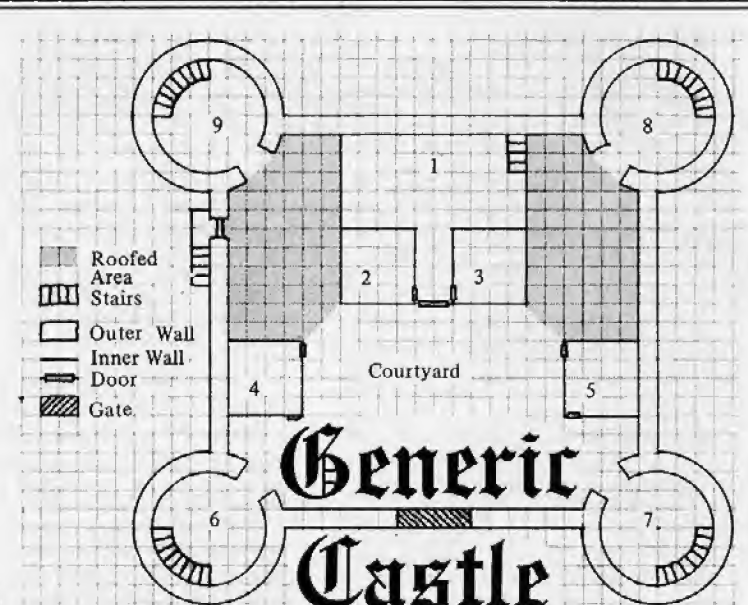 9
8
1
2
3
Roofed
Area
Stairs
Outer Wall
Inner Wall
Door
Gate
4
Courtyard
5
Generic
6
7
Castle